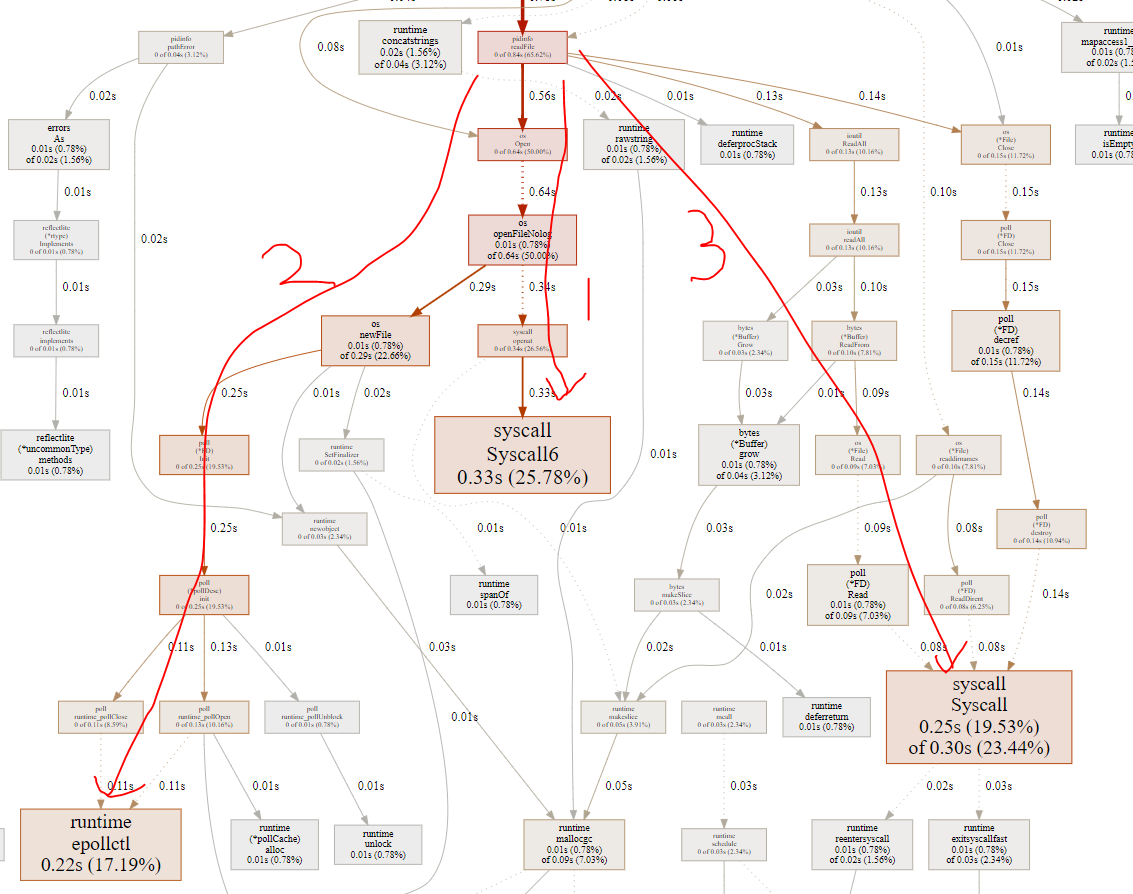 0.08s
runtime
concatstrings
0.02s (1.56%)
of 0.04s (3.12%)
pidinfo
readFile
0 of 0.84s (65.62%)
pidinfo
pathError
0 of 0.04s (3.12%)
0.01s
runtime
mapaccess1_
0.01s (0.78
of 0.02s (1.5
0.02s
0.56s
0.02s
0.01s
0.13s
0.14s
0.
errors
As
0.01s (0.78%)
of 0.02s (1.56%)
os
Open
0 of 0.64s (50.00%)
runtime
rawstring
0.01s (0.78%)
of 0.02s (1.56%)
runtime
deferprocStack
0.01s (0.78%)
ioutil
ReadAll
0 of 0.13s (10.16%)
os
(*File)
Close
0 of 0.15s (11.72%)
runtime
isEmpty
0.01s (0.78
0.01s
0.64s
0.13s
0.10s
0.15s
reflectlite
(*rtype)
Implements
0 of 0.01s (0.78%)
0.02s
2
os
openFileNolog
0.01s (0.78%)
of 0.64s (50.00%)
3
ioutil
readAll
0 of 0.13s (10.16%)
poll
(*FD)
Close
0 of 0.15s (11.72%)
0.01s
0.29s
0.34s
1
0.03s
0.10s
0.15s
reflectlite
implements
0 of 0.01s (0.78%)
os
newFile
0.01s (0.78%)
of 0.29s (22.66%)
syscall
openat
0 of 0.34s (26.56%)
bytes
(*Buffer)
Grow
0 of 0.03s (2.34%)
bytes
(*Buffer)
ReadFrom
0 of 0.10s (7.81%)
poll
(*FD)
decref
0.01s (0.78%)
of 0.15s (11.72%)
0.01s
0.25s
0.01s
0.02s
0.33s
0.03s
0.01s
0.09s
0.14s
reflectlite
(*uncommonType)
methods
0.01s (0.78%)
poll
(*FD)
Init
0 of 0.25s (19.53%)
runtime
SetFinalizer
0 of 0.02s (1.56%)
syscall
Syscall6
0.33s (25.78%)
0.01s
bytes
(*Buffer)
grow
0.01s (0.78%)
of 0.04s (3.12%)
os
(*File)
Read
0 of 0.09s (7.03%)
os
(*File)
readdirnames
0 of 0.10s (7.81%)
0.25s
runtime
newobject
0 of 0.03s (2.34%)
0.01s
0.01s
0.03s
0.09s
0.08s
poll
(*FD)
destroy
0 of 0.14s (10.94%)
poll
(*pollDesc)
init
0 of 0.25s (19.53%)
runtime
spanOf
0.01s (0.78%)
bytes
makeSlice
0 of 0.03s (2.34%)
0.02s
poll
(*FD)
Read
0.01s (0.78%)
of 0.09s (7.03%)
poll
(*FD)
ReadDirent
0 of 0.08s (6.25%)
0.14s
0.11s
0.13s
0.01s
0.03s
0.02s
0.01s
0.08s
0.08s
poll
runtime_pollClose
0 of 0.11s (8.59%)
poll
runtime_pollOpen
0 of 0.13s (10.16%)
poll
runtime_pollUnblock
0 of 0.01s (0.78%)
0.01s
runtime
makeslice
0 of 0.05s (3.91%)
runtime
mcall
0 of 0.03s (2.34%)
runtime
deferreturn
0.01s (0.78%)
syscall
Syscall
0.25s (19.53%)
of 0.30s (23.44%)
0.11s
0.11s
0.01s
0.01s
0.05s
0.03s
0.02s
0.03s
runtime
epollctl
0.22s (17.19%)
runtime
(*pollCache)
alloc
0.01s (0.78%)
runtime
unlock
0.01s (0.78%)
runtime
mallocgc
0.01s (0.78%)
of 0.09s (7.03%)
runtime
schedule
0 of 0.03s (2.34%)
runtime
reentersyscall
0.01s (0.78%)
of 0.02s (1.56%)
runtime
exitsyscallfast
0.01s (0.78%)
of 0.03s (2.34%)